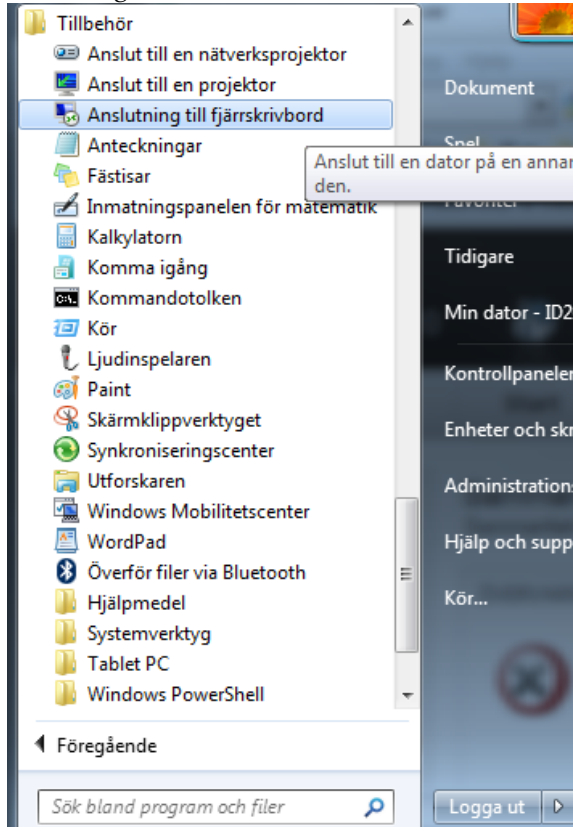 Tillbehör
Anslut till en nätverksprojektor
Anslut till en projektor
Anslutning till fjärrskrivbord
Anteckningar
Fästisar
Inmatningspanelen för matematik
Kalkylatorn
Komma igång
Kommandotolken
Kör
Ljudinspelaren
Paint
Skärmklippverktyget
Synkroniseringscenter
Utforskaren
Windows Mobilitetscenter
WordPad
Överför filer via Bluetooth
Hjälpmedel
Systemverktyg
Tablet PC
Windows PowerShell
Föregående
Sök bland program och filer
Anslut till en dator på en annan
den.
Dokument
Spel
Favoriter
Tidigare
Min dator - ID2
Kontrollpanelen
Enheter och skr
Administrations
Hjälp och supp
Kör...
Logga ut